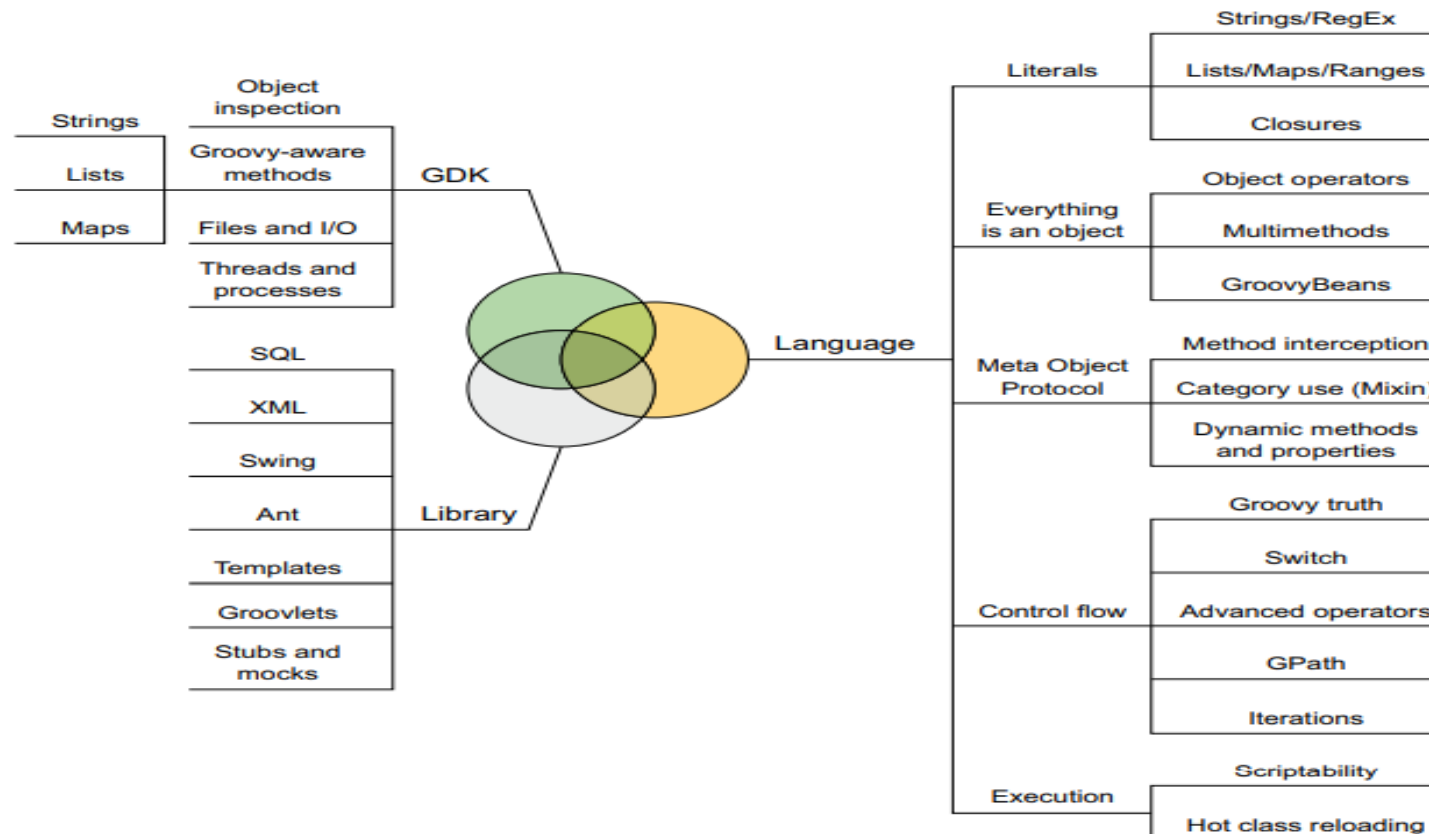 Object
inspection
Strings
Groovy-aware
methods
Lists
GDK
Maps
Files and I/O
Threads and
processes
SQL
XML
Swing
Ant
Library
Templates
Groovlets
Stubs and
mocks
Language
Literals
Strings/RegEx
Lists/Maps/Ranges
Closures
Everything
is an object
Object operators
Multimethods
GroovyBeans
Meta Object
Protocol
Method interception
Category use (Mixin)
Dynamic methods
and properties
Control flow
Groovy truth
Switch
Advanced operators
GPath
Iterations
Execution
Scriptability
Hot class reloading